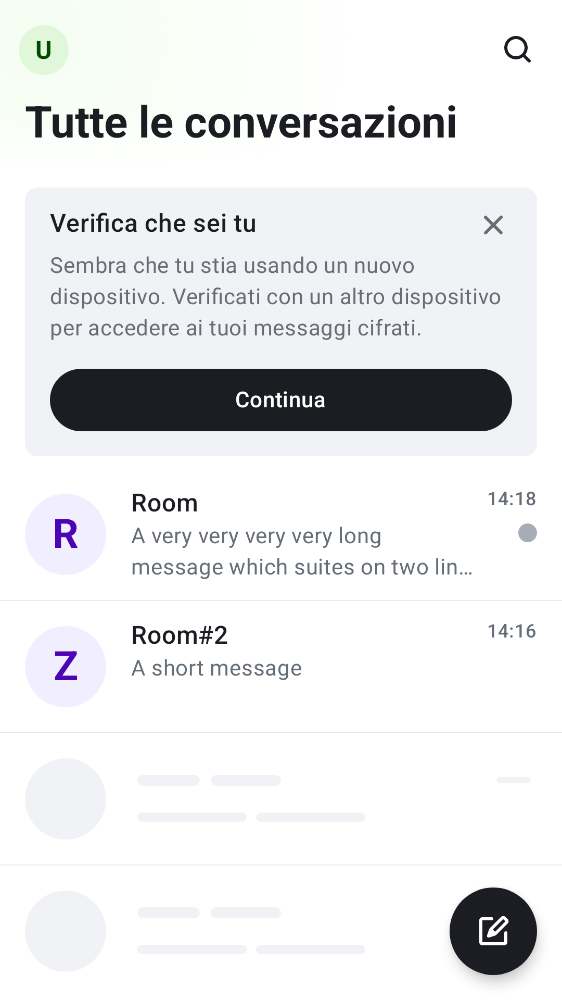 U
Tutte le conversazioni
Verifica che sei tu
Sembra che tu stia usando un nuovo
dispositivo. Verificati con un altro dispositivo
per accedere ai tuoi messaggi cifrati.
Continua
R
Room
14:18
A very very very very long
message which suites on two lin…
Z
Room#2
14:16
A short message